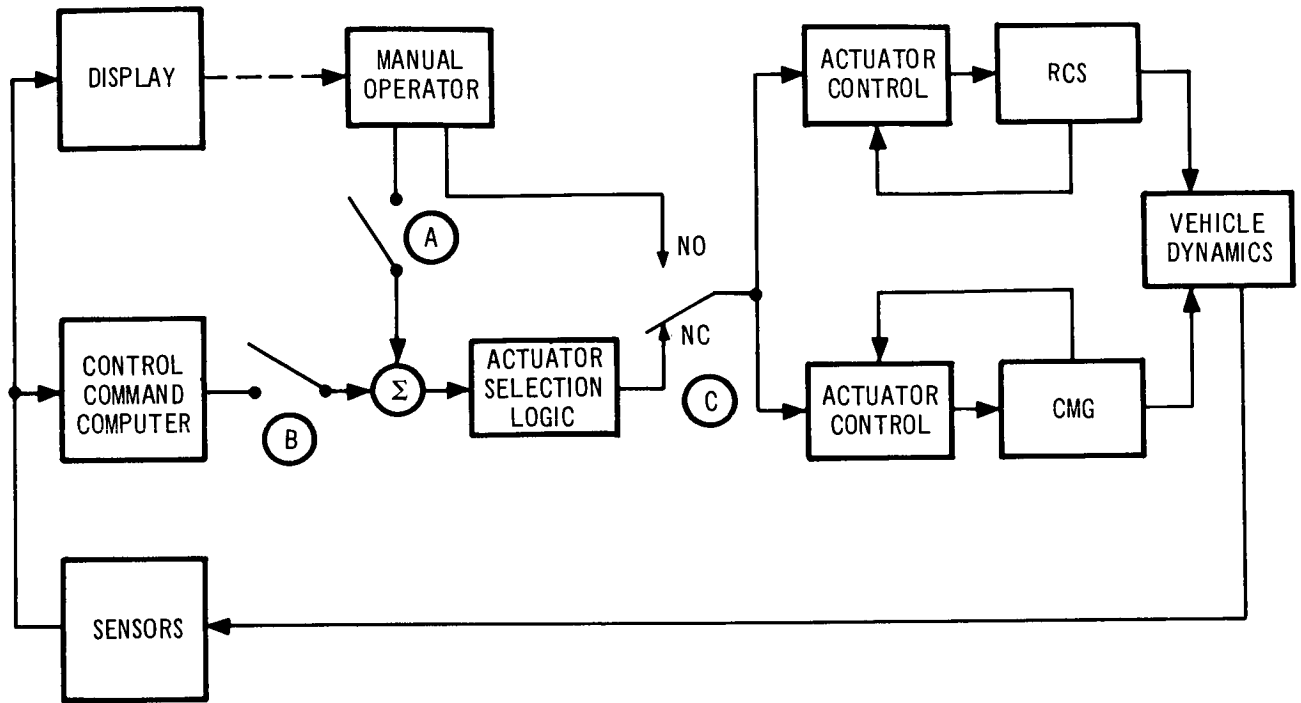 DISPLAY
MANUAL
OPERATOR
ACTUATOR
CONTROL
RCS
A
NO
VEHICLE
DYNAMICS
CONTROL
COMMAND
COMPUTER
B
Σ
ACTUATOR
SELECTION
LOGIC
NC
C
ACTUATOR
CONTROL
CMG
SENSORS